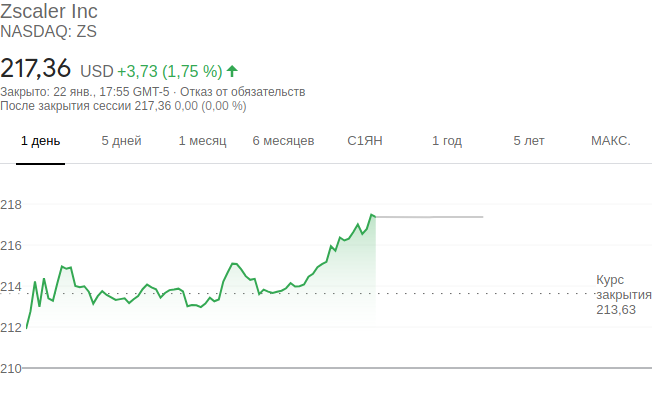 Zscaler Inc
NASDAQ: ZS
217,36 USD +3,73 (1,75 %)
Закрыто: 22 янв., 17:55 GMT-5 · Отказ от обязательств
После закрытия сессии 217,36 0,00 (0,00 %)
1 день 5 дней 1 месяц 6 месяцев С1ЯН 1 год 5 лет МАКС.
218
216
214
212
210
Курс
закрытия
213,63